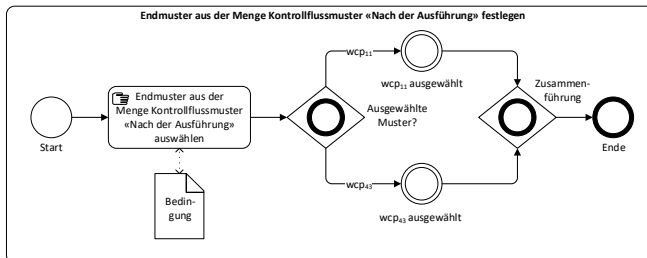 Endmuster aus der Menge Kontrollflussmuster «Nach der Ausführung» festlegen
Start
Endmuster aus der
Menge Kontrollflussmuster
«Nach der Ausführung»
auswählen
Bedin-
gung
Ausgewählte
Muster?
wcp₁₁
wcp₁₁ ausgewählt
wcp₄₃
wcp₄₃ ausgewählt
Zusammen-
führung
Ende